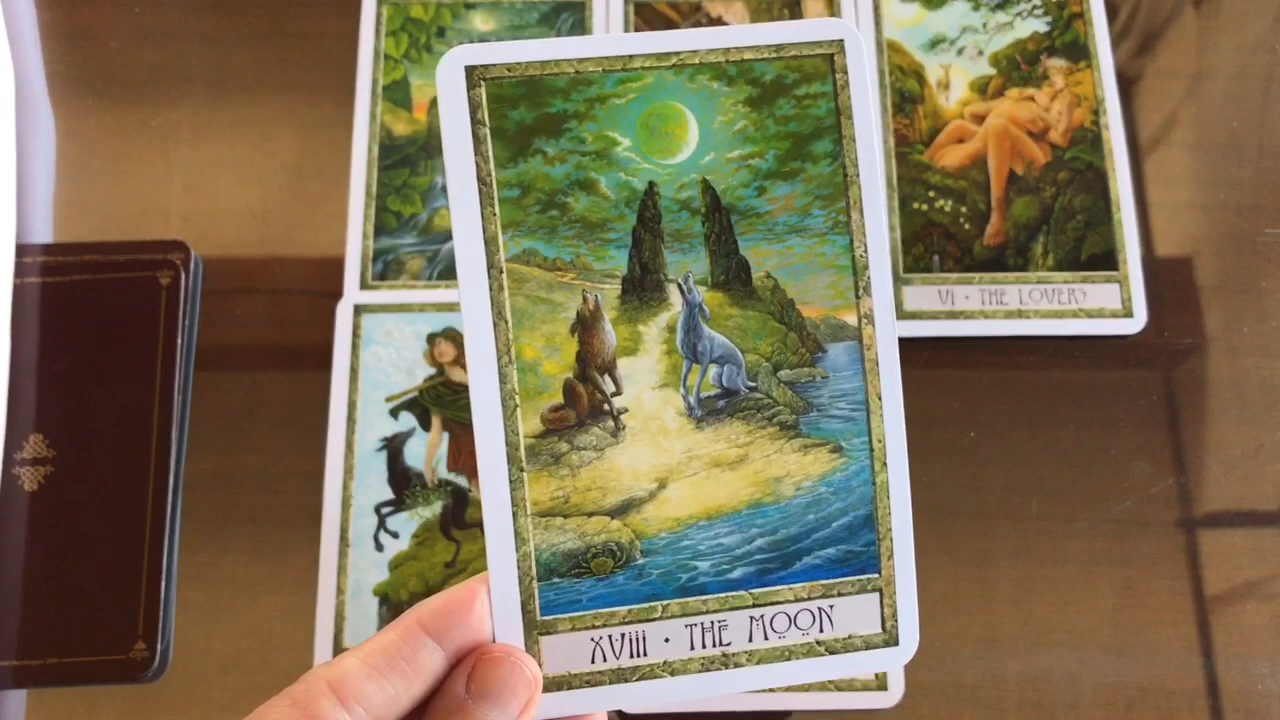 VI • THE LOVERS
XVIII • THE MOON